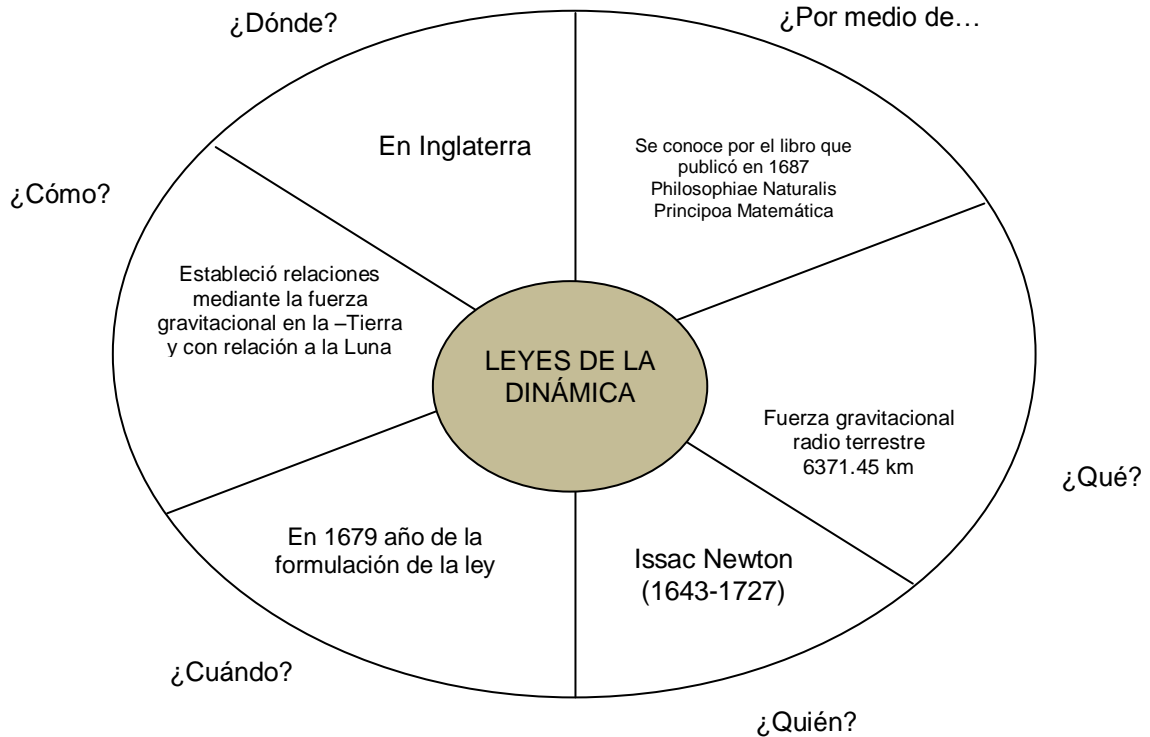 ¿Dónde?
¿Por medio de…
En Inglaterra
Se conoce por el libro que
publicó en 1687
Philosophiae Naturalis
Principoa Matemática
¿Cómo?
Estableció relaciones
mediante la fuerza
gravitacional en la –Tierra
y con relación a la Luna
LEYES DE LA
DINÁMICA
Fuerza gravitacional
radio terrestre
6371.45 km
¿Qué?
En 1679 año de la
formulación de la ley
Issac Newton
(1643-1727)
¿Cuándo?
¿Quién?